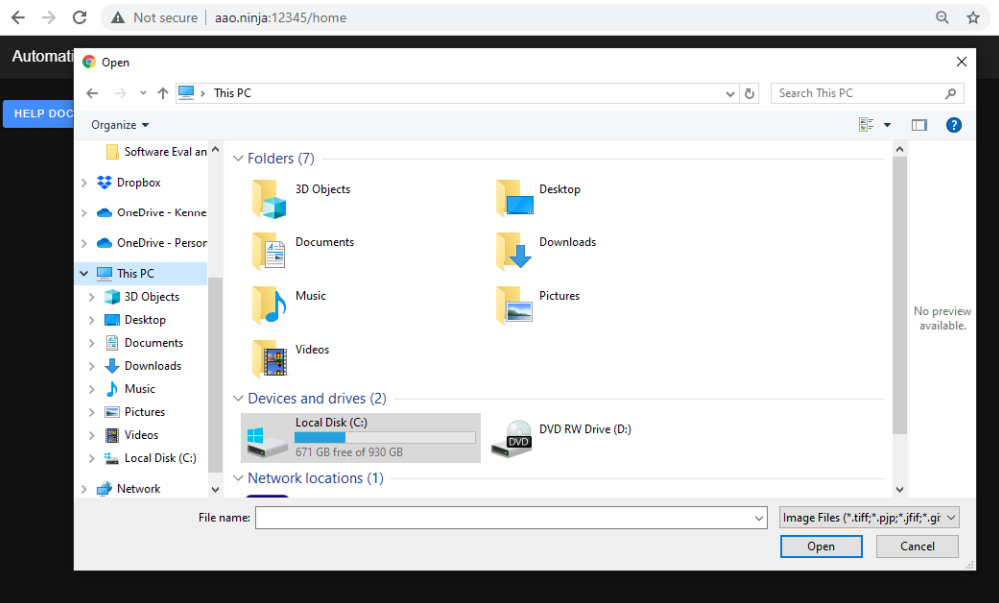 Not secure | aao.ninja:12345/home
Automati
Open
This PC
Search This PC
HELP DOC
Organize
Software Eval an
Dropbox
OneDrive - Kenne
OneDrive - Person
This PC
3D Objects
Desktop
Documents
Downloads
Music
Pictures
Videos
Local Disk (C:)
Network
Folders (7)
3D Objects
Desktop
Documents
Downloads
Music
Pictures
Videos
Devices and drives (2)
Local Disk (C:)
671 GB free of 930 GB
DVD
DVD RW Drive (D:)
Network locations (1)
No preview
available.
File name:
Image Files (*.tiff;*.pjp;*.jfif;*.gi
Open
Cancel